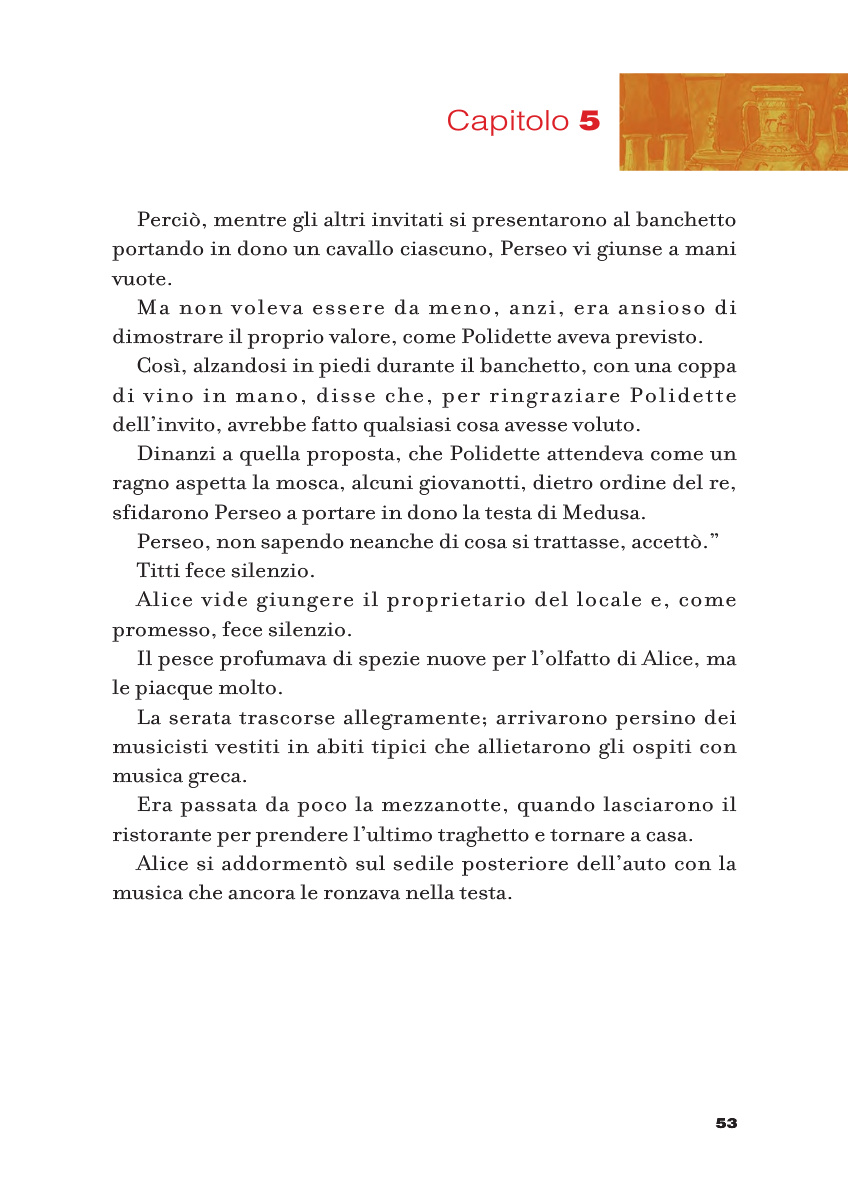 Capitolo 5
Perciò, mentre gli altri invitati si presentarono al banchetto
portando in dono un cavallo ciascuno, Perseo vi giunse a mani
vuote.
Ma non voleva essere da meno, anzi, era ansioso di
dimostrare il proprio valore, come Polidette aveva previsto.
Così, alzandosi in piedi durante il banchetto, con una coppa
di vino in mano, disse che, per ringraziare Polidette
dell’invito, avrebbe fatto qualsiasi cosa avesse voluto.
Dinanzi a quella proposta, che Polidette attendeva come un
ragno aspetta la mosca, alcuni giovanotti, dietro ordine del re,
sfidarono Perseo a portare in dono la testa di Medusa.
Perseo, non sapendo neanche di cosa si trattasse, accettò.”
Titti fece silenzio.
Alice vide giungere il proprietario del locale e, come
promesso, fece silenzio.
Il pesce profumava di spezie nuove per l’olfatto di Alice, ma
le piacque molto.
La serata trascorse allegramente; arrivarono persino dei
musicisti vestiti in abiti tipici che allietarono gli ospiti con
musica greca.
Era passata da poco la mezzanotte, quando lasciarono il
ristorante per prendere l’ultimo traghetto e tornare a casa.
Alice si addormentò sul sedile posteriore dell’auto con la
musica che ancora le ronzava nella testa.
53